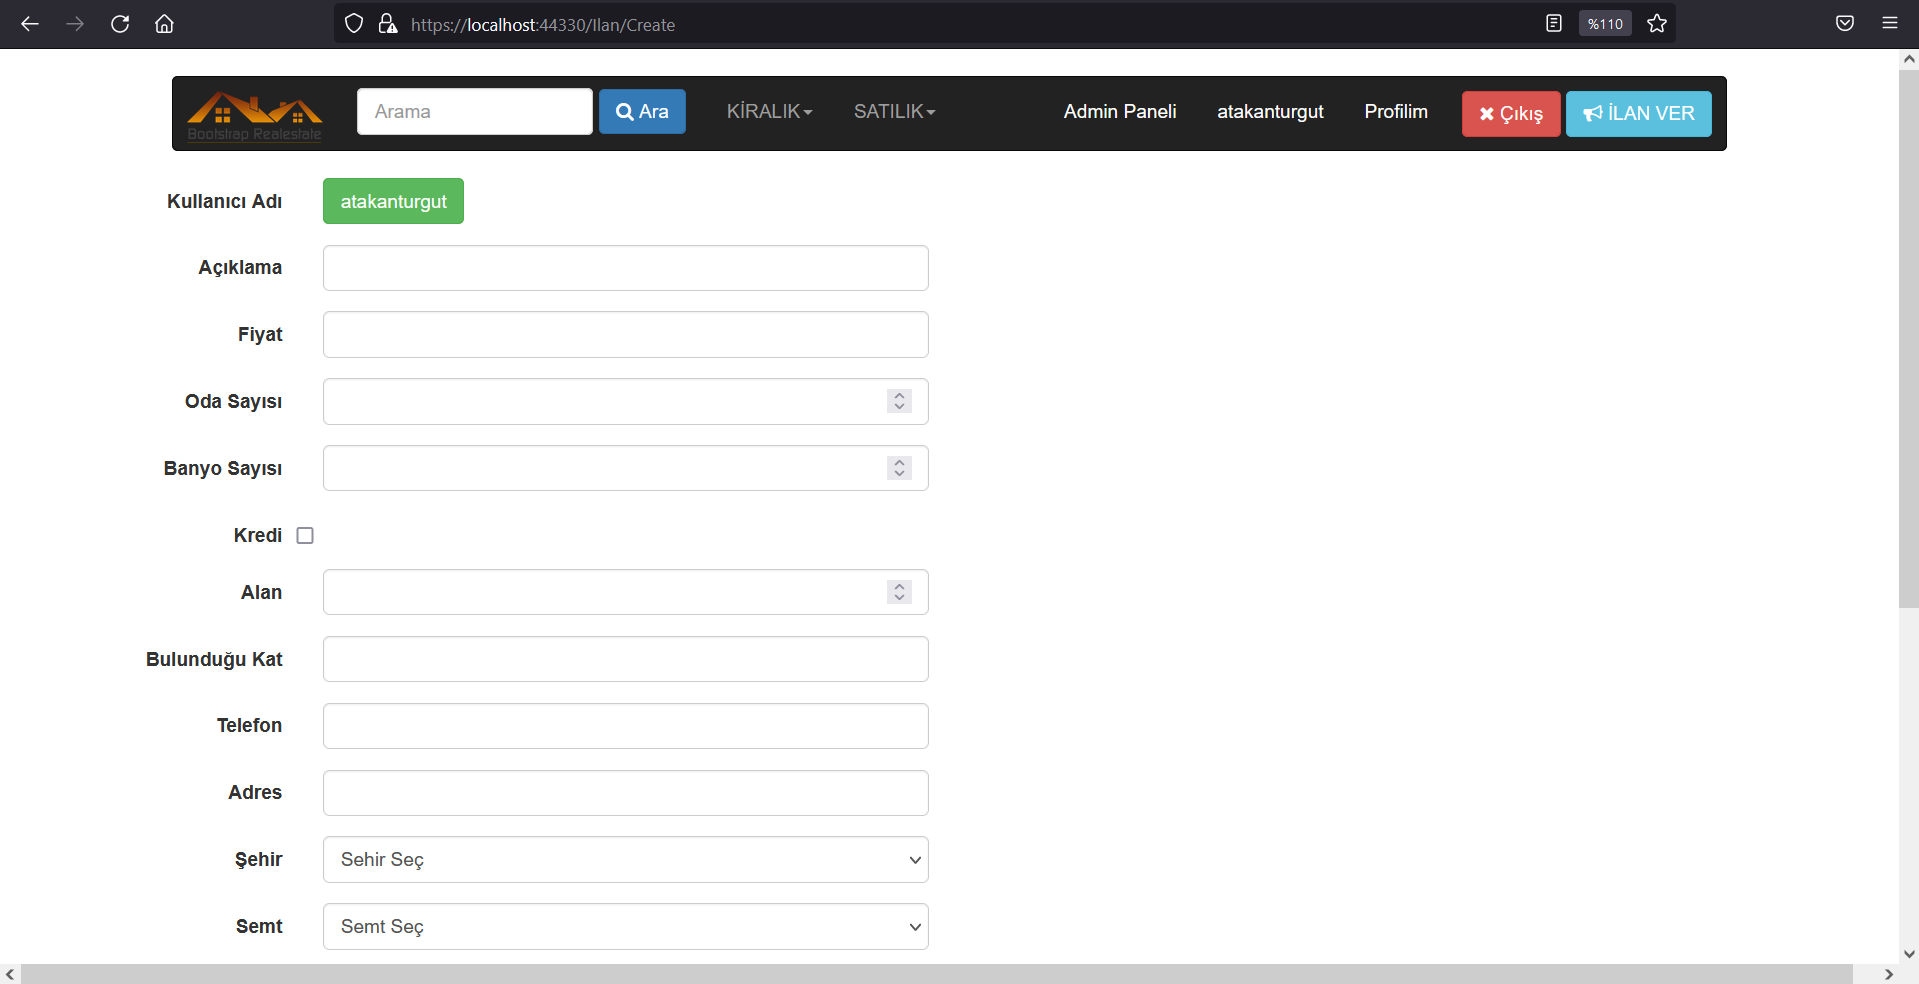 https://localhost:44330/Ilan/Create
%110
Bootstrap Realestate
Arama
Ara
KİRALIK
SATILIK
Admin Paneli
atakanturgut
Profilim
Çıkış
İLAN VER
Kullanıcı Adı
atakanturgut
Açıklama
Fiyat
Oda Sayısı
Banyo Sayısı
Kredi
Alan
Bulunduğu Kat
Telefon
Adres
Şehir
Sehir Seç
Semt
Semt Seç